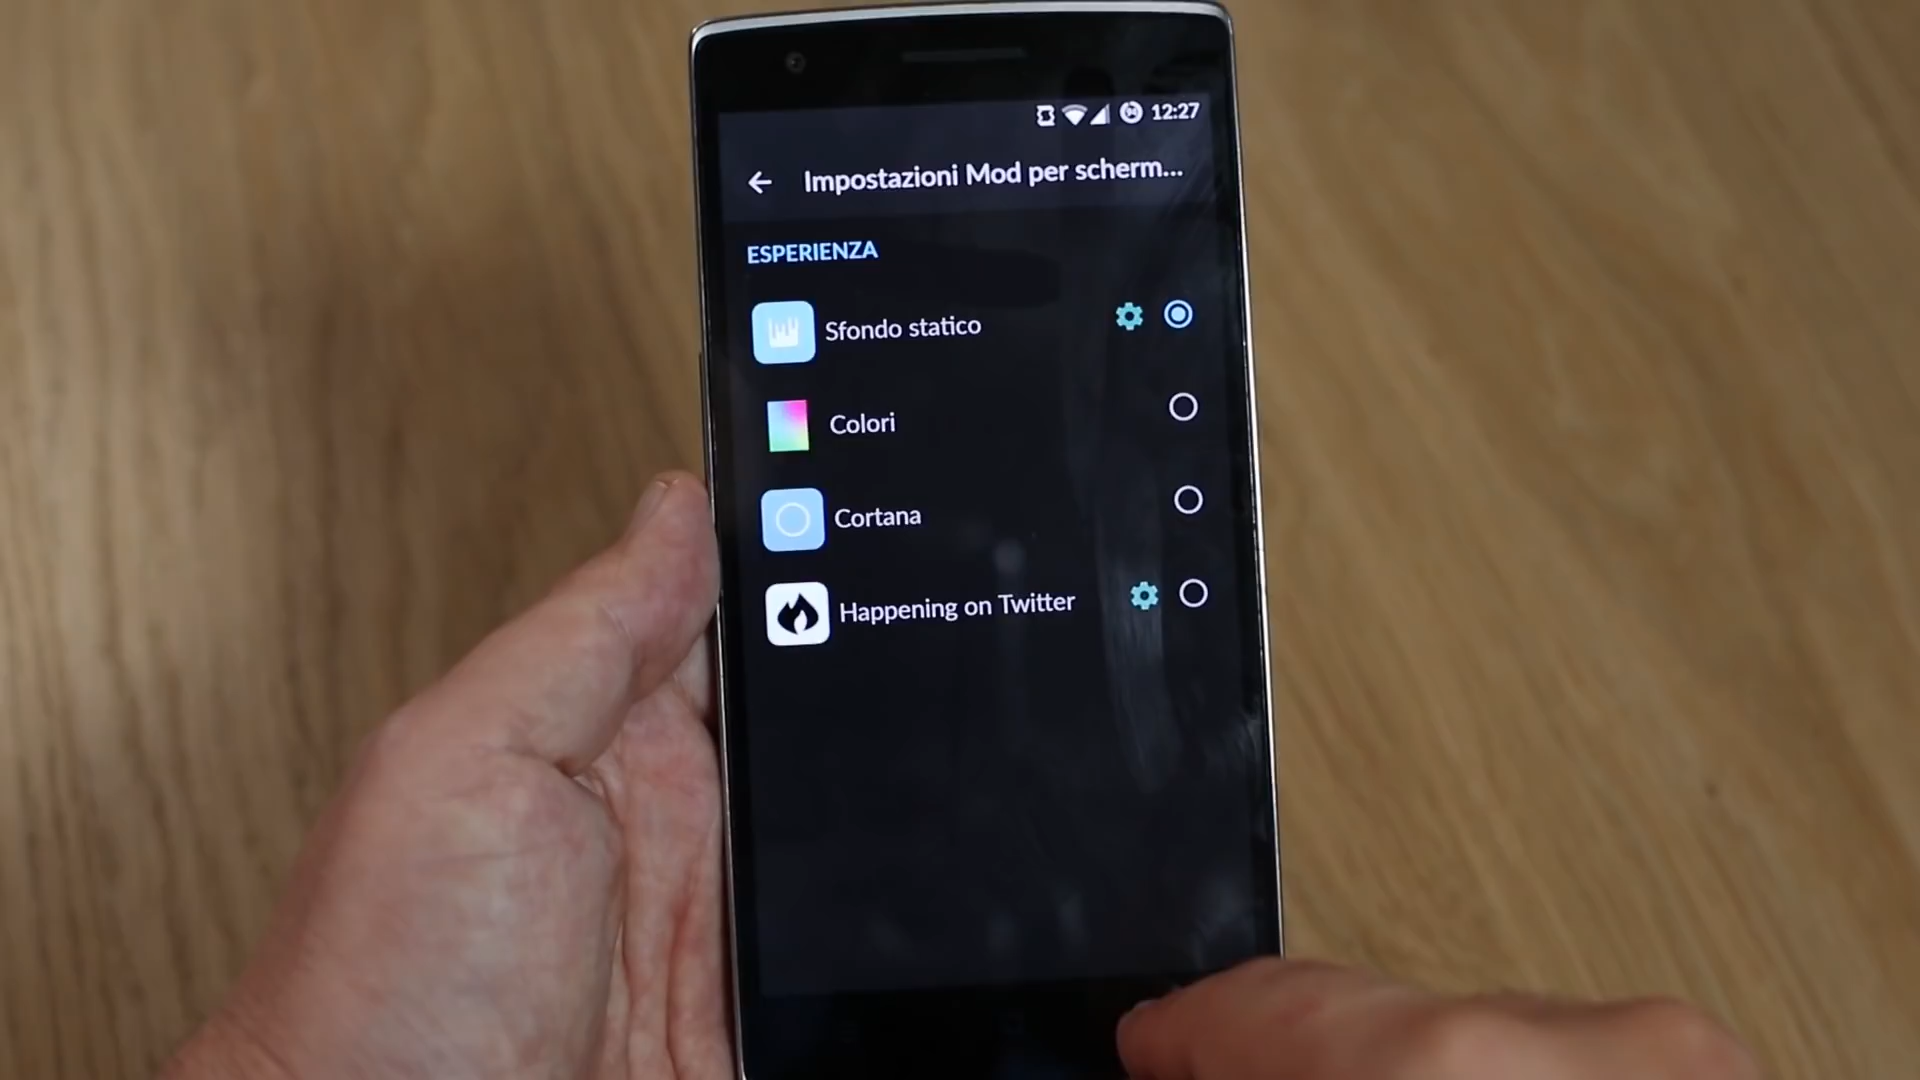 12:27
Impostazioni Mod per scherm...
ESPERIENZA
Sfondo statico
Colori
Cortana
Happening on Twitter